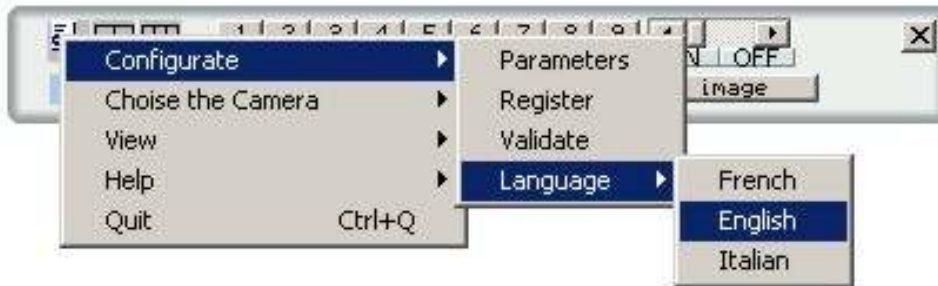 1 2 3 4 5 6 7 8 9
OFF
image
Configurate
Choise the Camera
View
Help
Quit Ctrl+Q
Parameters
Register
Validate
Language
French
English
Italian